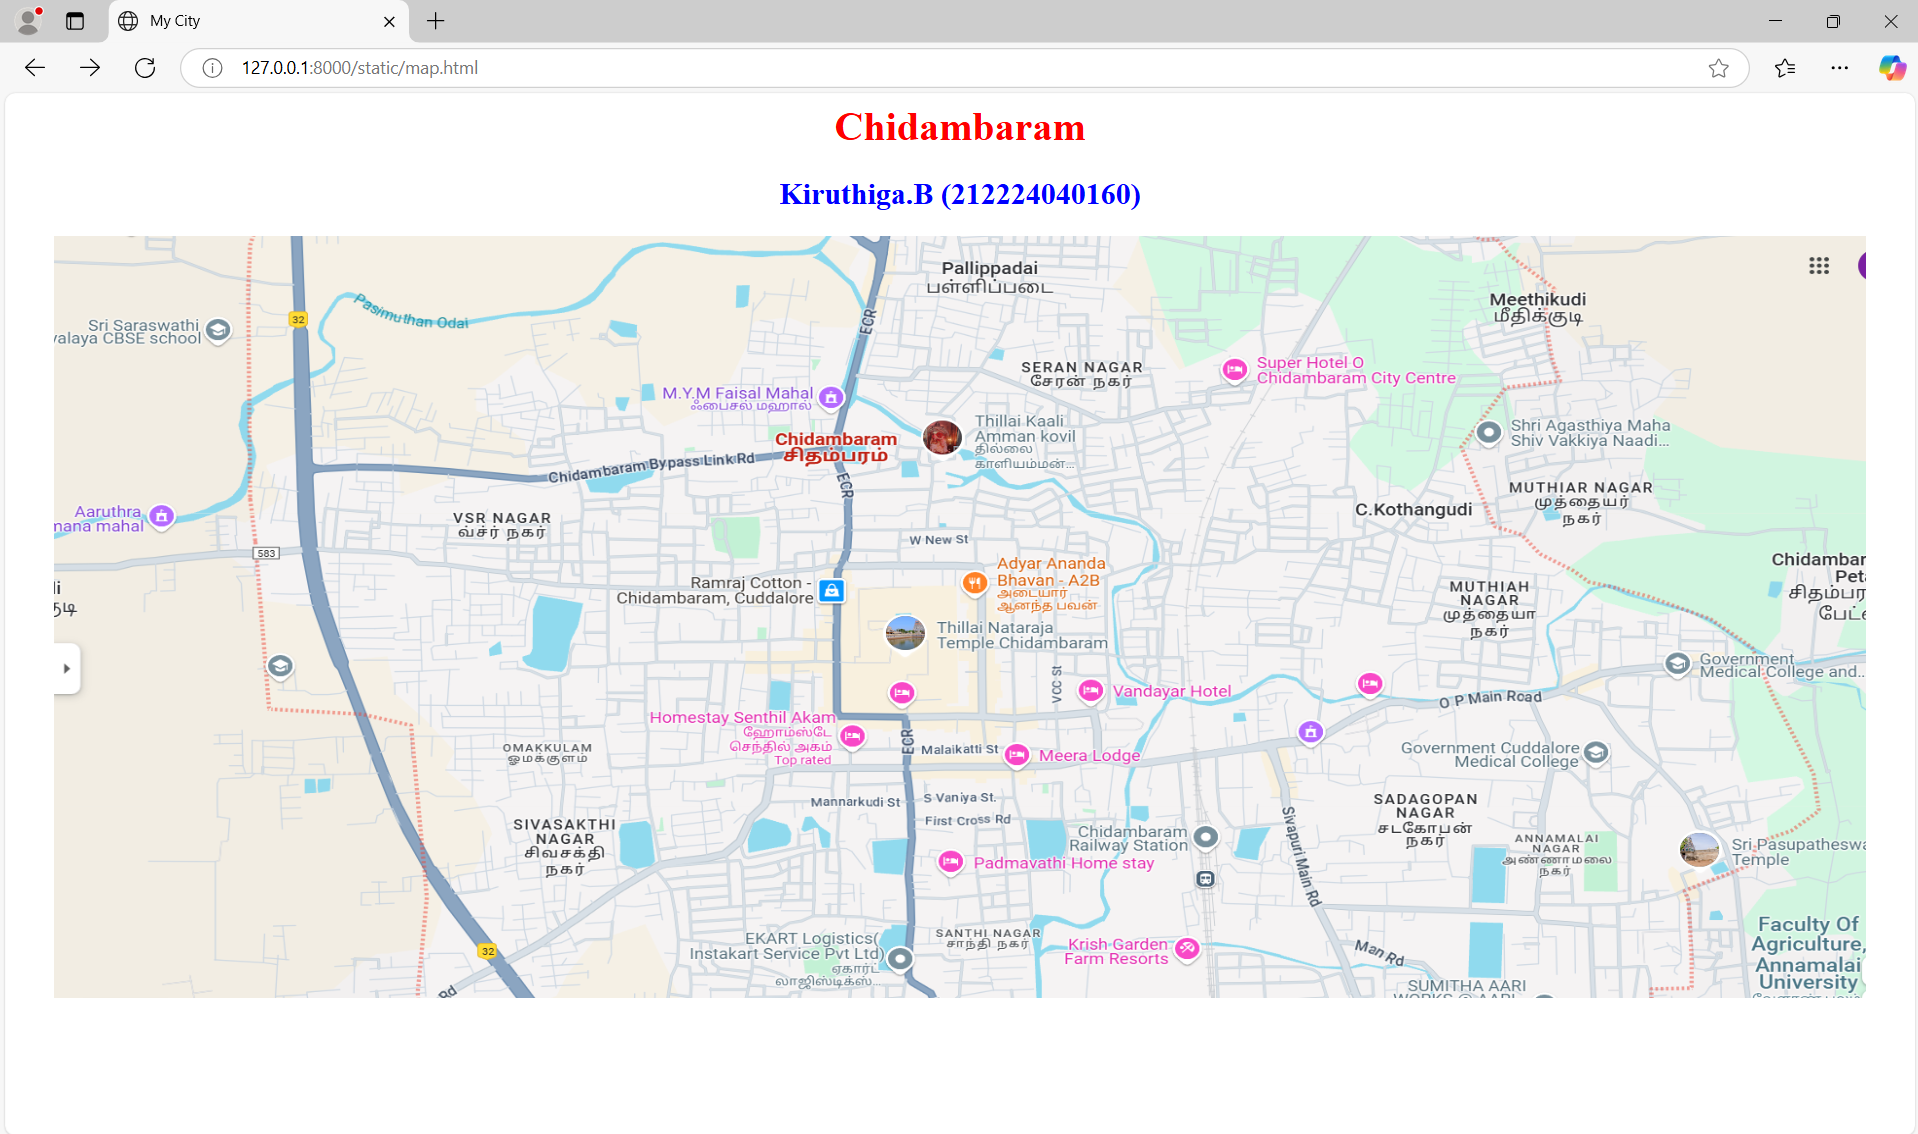 My City
127.0.0.1:8000/static/map.html
Chidambaram
Kiruthiga.B (212224040160)
Pallippadai
பள்ளிப்படை
Meethikudi
மீதிக்குடி
Pasimuthan Odai
32
ECR
Sri Saraswathi
valaya CBSE school
SERAN NAGAR
சேரன் நகர்
Super Hotel O
Chidambaram City Centre
M.Y.M Faisal Mahal
ஃபைசல் மஹால்
Thillai Kaali
Amman kovil
தில்லை
காளியம்மன்...
Shri Agasthiya Maha
Shiv Vakkiya Naadi...
Chidambaram
சிதம்பரம்
Chidambaram Bypass Link Rd
ECR
MUTHIAR NAGAR
முத்தையர்
நகர்
C.Kothangudi
Aaruthra
mana mahal
VSR NAGAR
வ்ச்ர் நகர்
583
W New St
Adyar Ananda
Bhavan - A2B
அடையார்
ஆனந்த பவன்
Chidambar
Pet
சிதம்பர
பேட்
Ramraj Cotton -
Chidambaram, Cuddalore
MUTHIAH
NAGAR
முத்தையா
நகர்
Thillai Nataraja
Temple Chidambaram
VCC St
Vandayar Hotel
Government
Medical College and...
O P Main Road
Homestay Senthil Akam
ஹோம்ஸ்டே
செந்தில் அகம்
Top rated
ECR
Malaikatti St
Meera Lodge
OMAKKULAM
ஓமக்குளம்
Government Cuddalore
Medical College
Mannarkudi St
S Vaniya St.
First Cross Rd
SIVASAKTHI
NAGAR
சிவசக்தி
நகர்
Chidambaram
Railway Station
Padmavathi Home stay
Sivapuri Main Rd
SADAGOPAN
NAGAR
சடகோபன்
நகர்
ANNAMALAI
NAGAR
அண்ணாமலை
நகர்
Sri Pasupatheswa
Temple
32
Rd
EKART Logistics(
Instakart Service Pvt Ltd)
ஏகார்ட்
லாஜிஸ்டிக்ஸ்...
SANTHI NAGAR
சாந்தி நகர்
Krish Garden
Farm Resorts
Man Rd
Faculty Of
Agriculture,
Annamalai
University
SUMITHA AARI